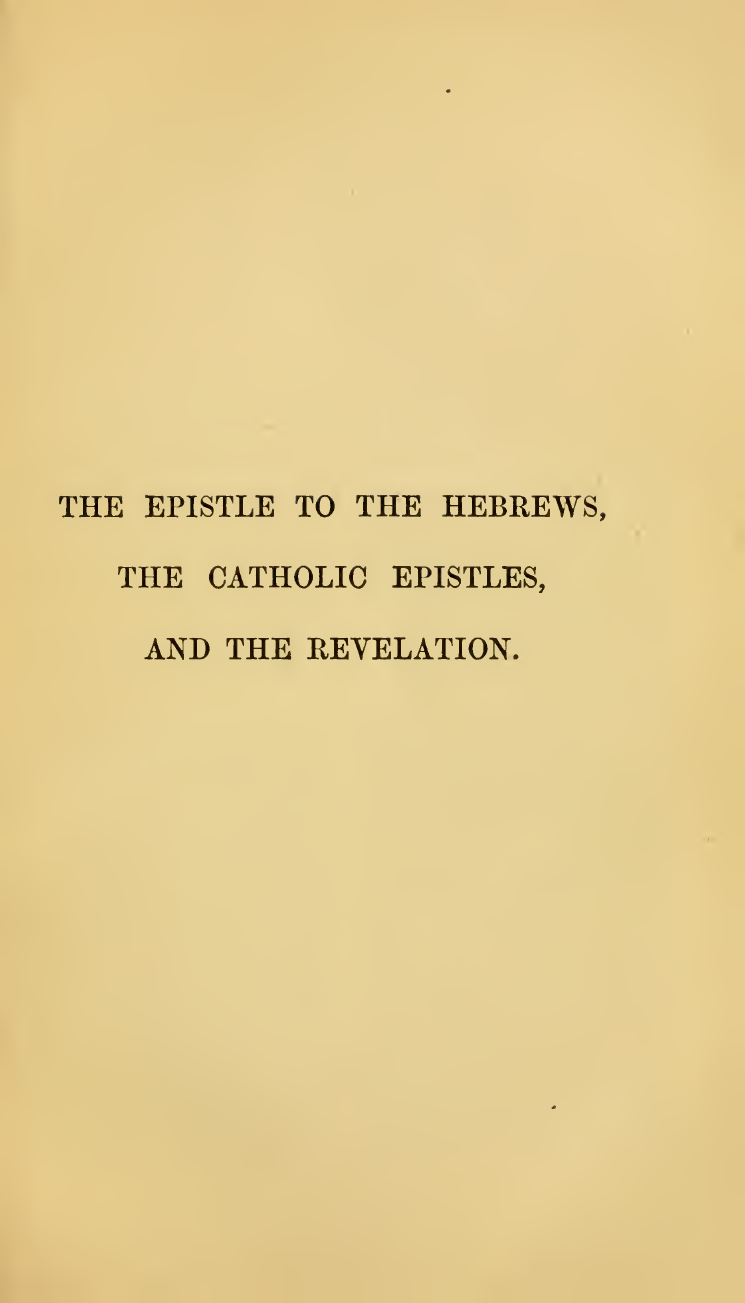 THE EPISTLE TO THE HEBREWS,
THE CATHOLIC EPISTLES,
AND THE REVELATION.